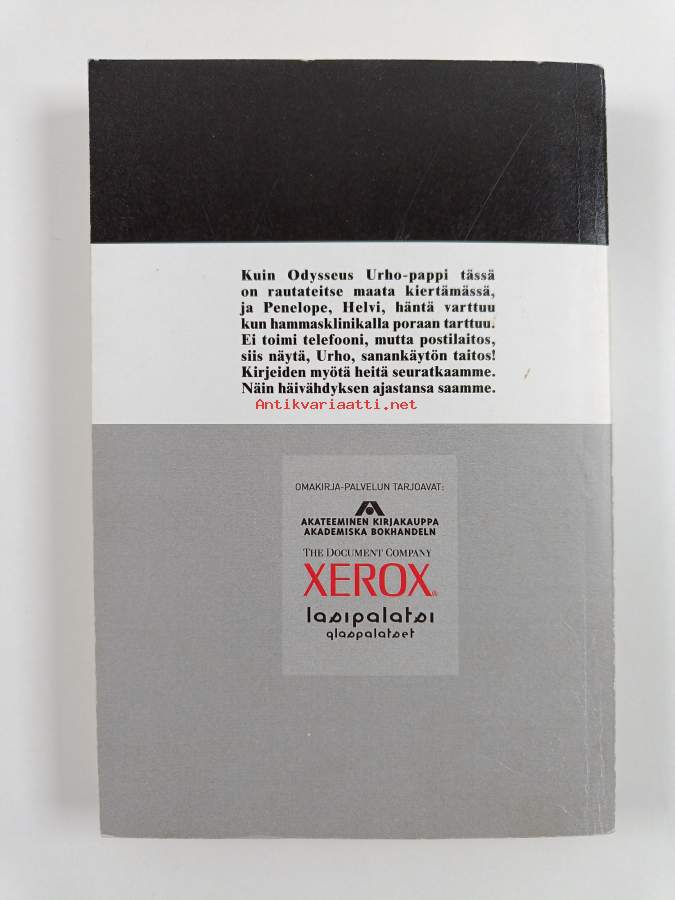 Kuin Odysseus Urho-pappi tässä
on rautateitse maata kiertämässä,
ja Penelope, Helvi, häntä varttuu
kun hammasklinikalla poraan tarttuu.
Ei toimi telefooni, mutta postilaitos,
siis näytä, Urho, sanankäytön taitos!
Kirjeiden myötä heitä seuratkaamme.
Näin häivähdyksen ajastansa saamme.
Antikvariaatti.net
OMAKIRJA-PALVELUN TARJOAVAT:
AKATEEMINEN KIRJAKAUPPA
AKADEMISKA BOKHANDELN
THE DOCUMENT COMPANY
XEROX®
lasipalatsi
glaspalatset